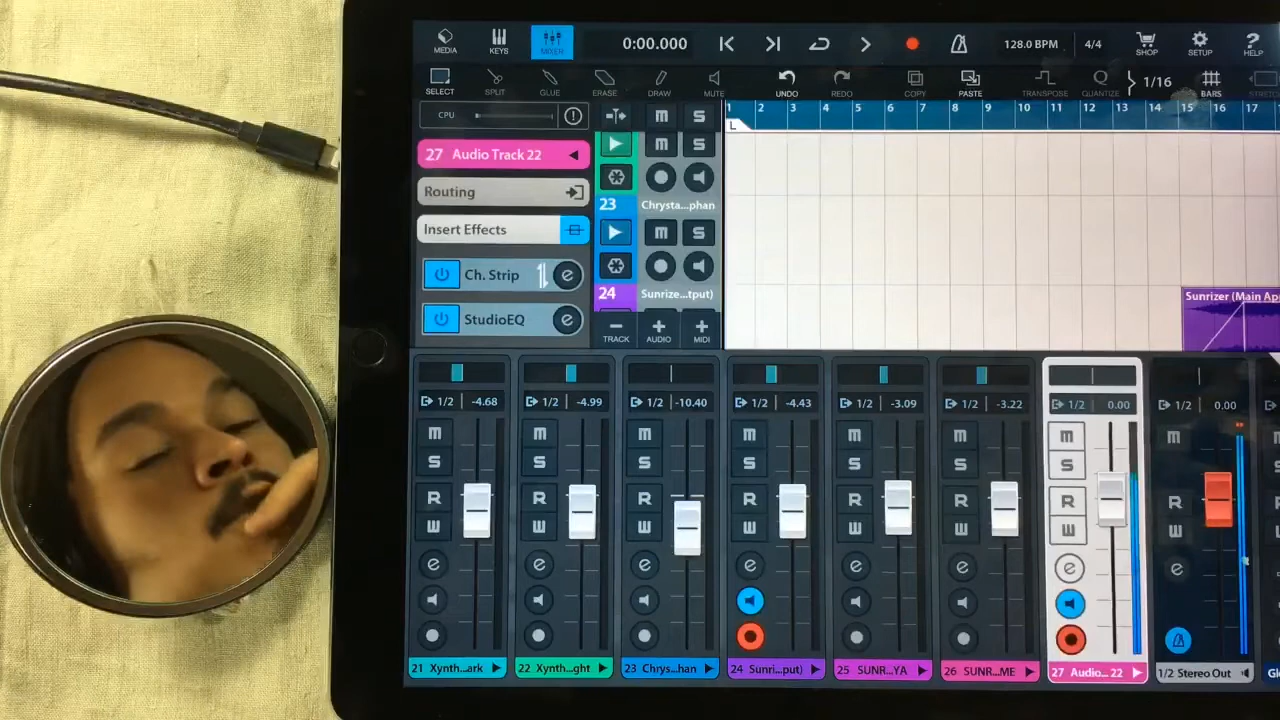 MEDIA KEYS MIXER 0:00.000 128.0 BPM 4/4 SHOP SETUP HELP
SELECT SPLIT GLUE ERASE DRAW MUTE UNDO REDO COPY PASTE TRANSPOSE QUANTIZE 1/16 BARS
CPU M S 1 2 3 4 5 6 7 8 9 10 11 12 13 14 15 16 17
L
27 Audio Track 22 M S
Routing
23 Chrysta...phan
Insert Effects M S
Ch. Strip e
24 Sunrize...tput) Sunrizer (Main Ap
StudioEQ e
TRACK AUDIO MIDI
1/2 -4.68 1/2 -4.99 1/2 -10.40 1/2 -4.43 1/2 -3.09 1/2 -3.22 1/2 0.00 1/2 0.00
M M M M M M M M
S S S S S S S S
R R R R R R R R
W W W W W W W W
e e e e e e e e
21 Xynth...ark 22 Xynth...ght 23 Chrys...han 24 Sunri...put) 25 SUNR...YA 26 SUNR...ME 27 Audio...22 1/2 Stereo Out